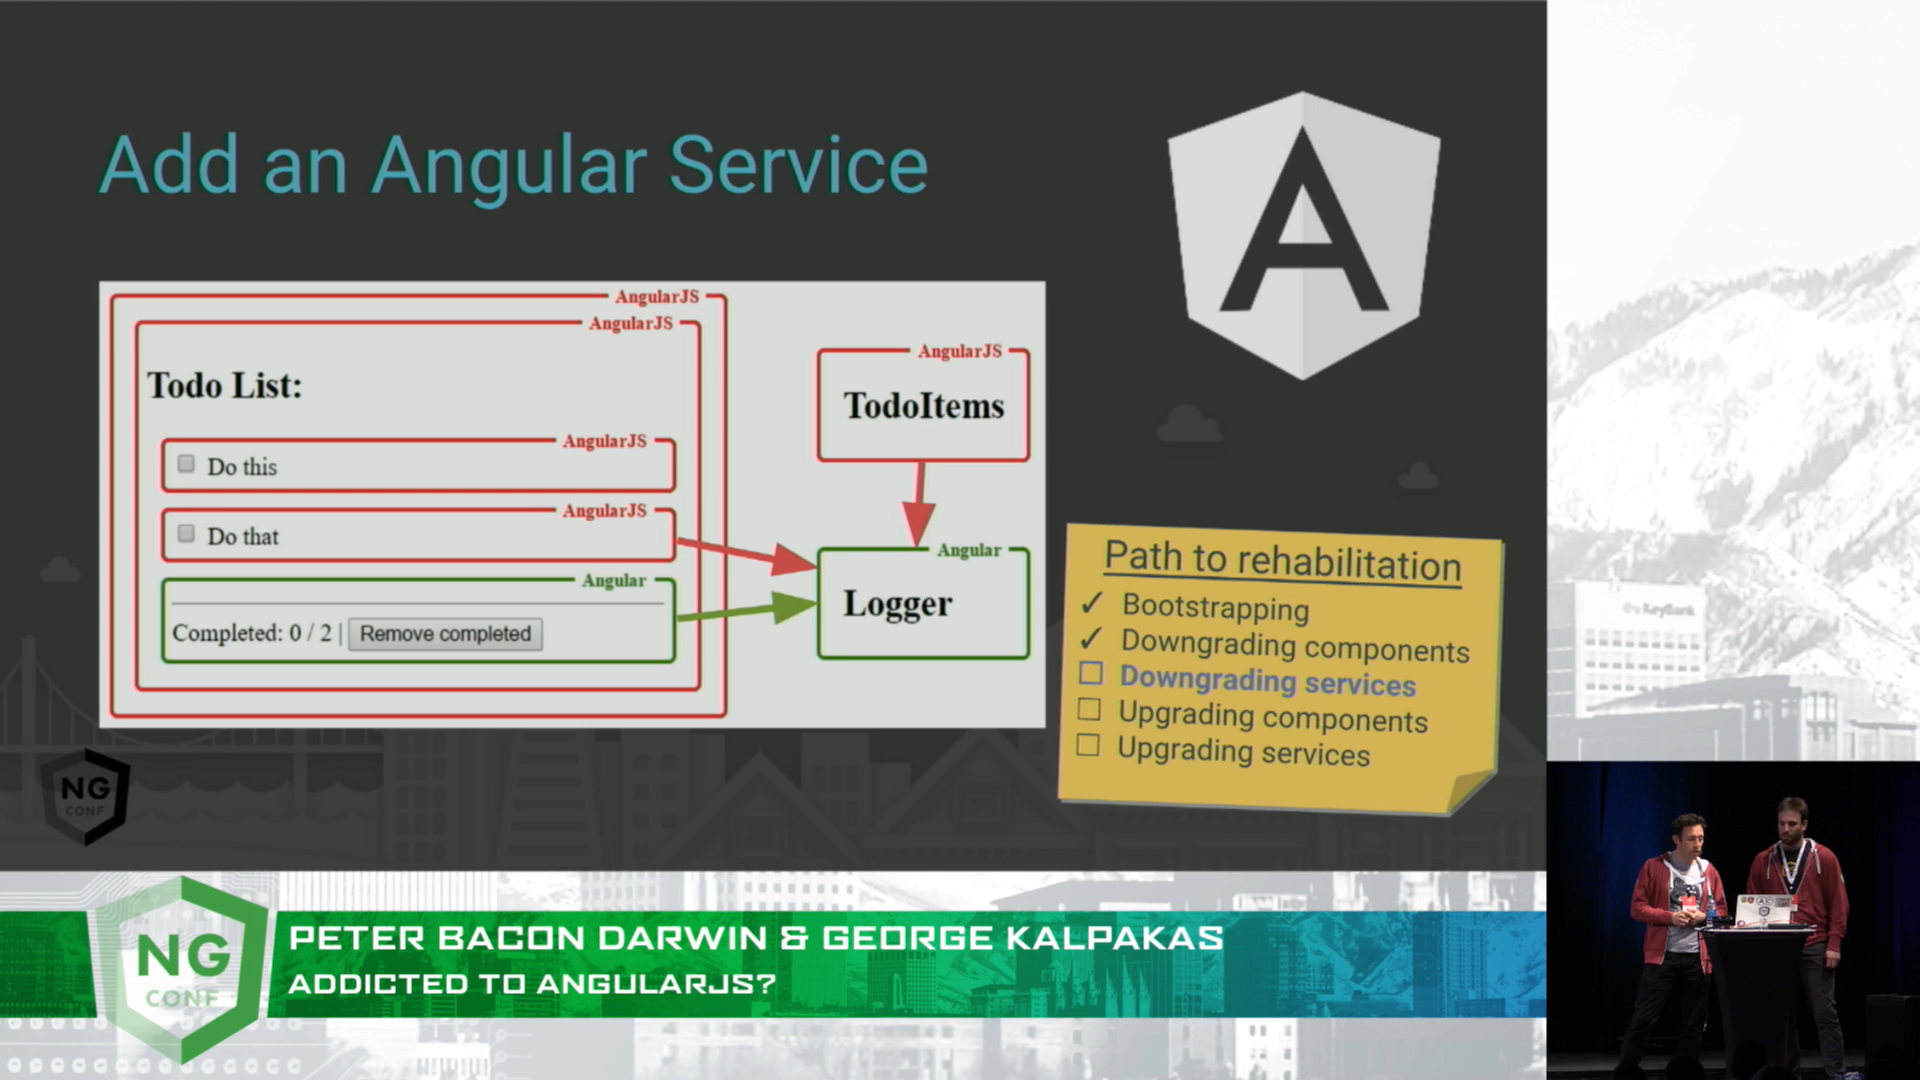 Add an Angular Service
AngularJS
AngularJS
Todo List:
AngularJS
Do this
AngularJS
Do that
Angular
Completed: 0 / 2 | Remove completed
AngularJS
TodoItems
Angular
Logger
Path to rehabilitation
✓ Bootstrapping
✓ Downgrading components
☐ Downgrading services
☐ Upgrading components
☐ Upgrading services
KeyBank
NG
CONF
NG
CONF
PETER BACON DARWIN & GEORGE KALPAKAS
ADDICTED TO ANGULARJS?